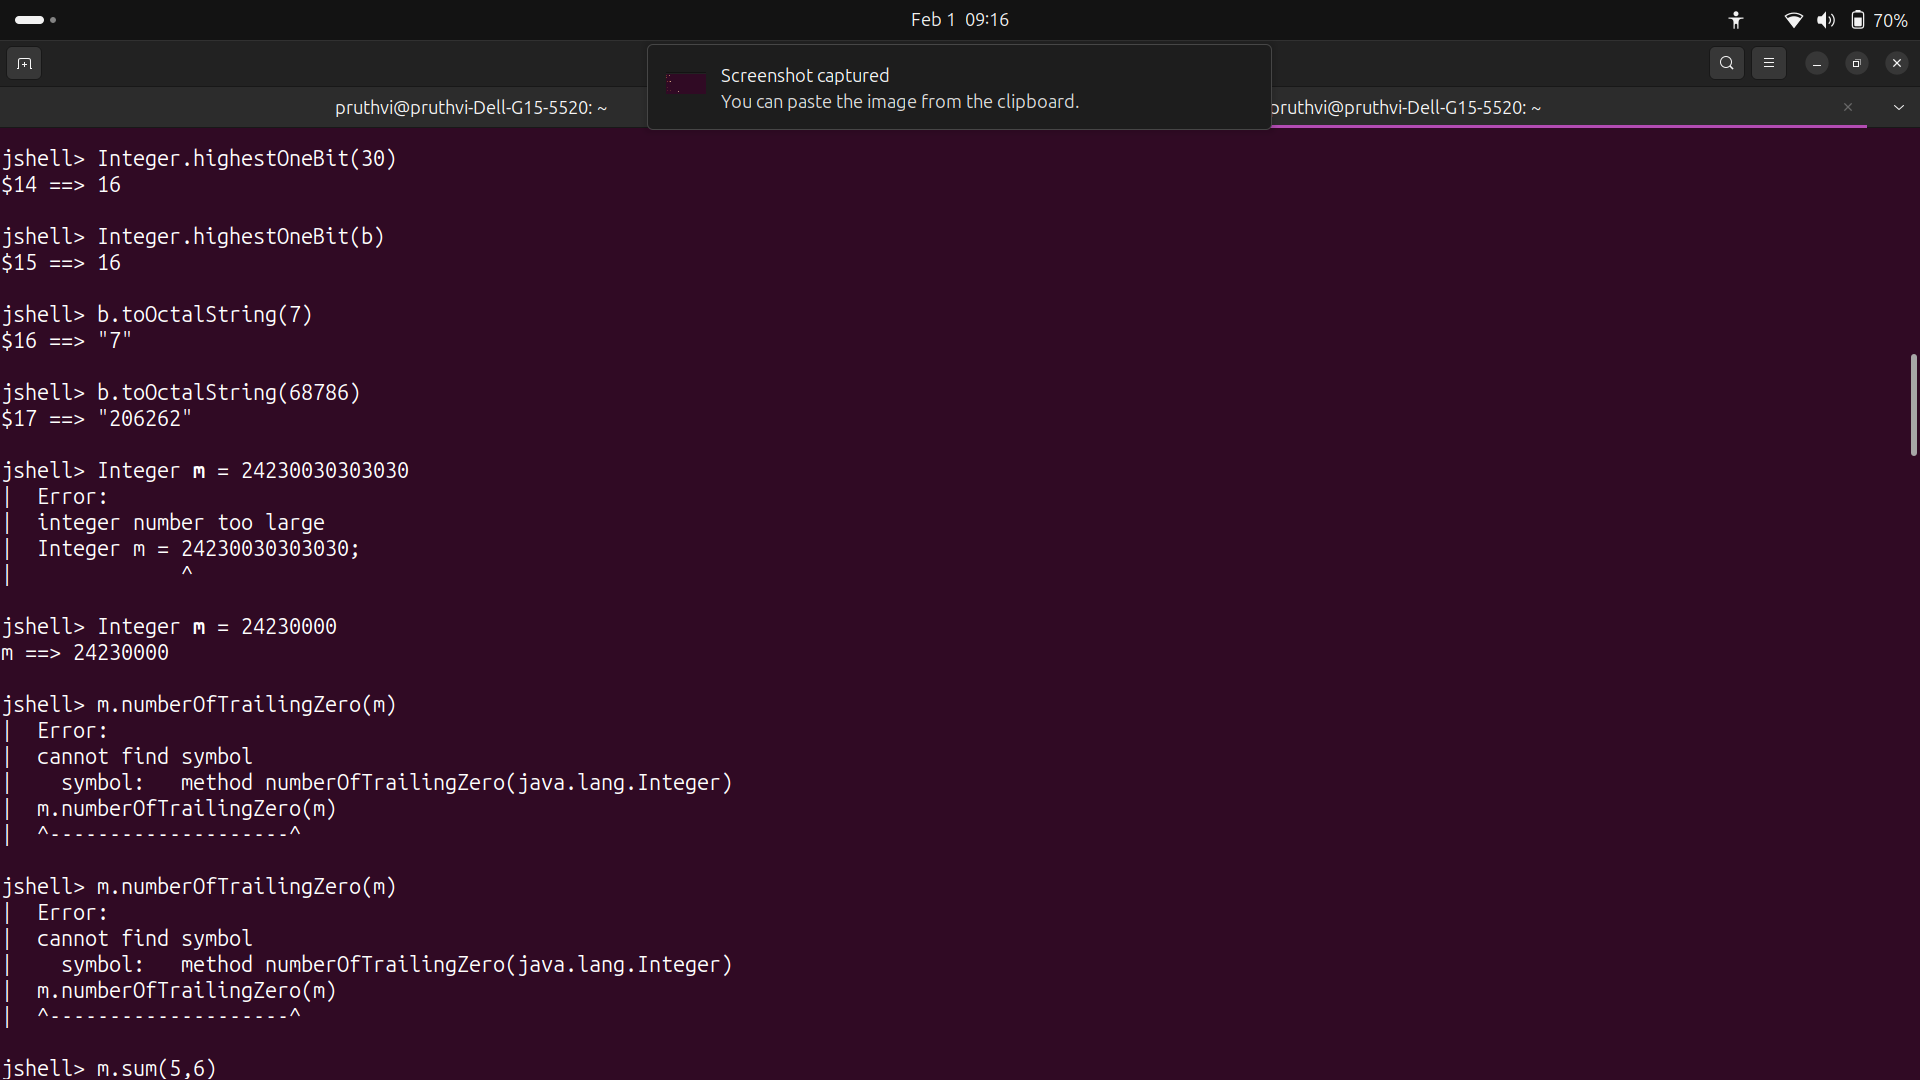 Feb 1 09:16
70%
Screenshot captured
You can paste the image from the clipboard.
pruthvi@pruthvi-Dell-G15-5520: ~
pruthvi@pruthvi-Dell-G15-5520: ~
jshell> Integer.highestOneBit(30)
$14 ==> 16
jshell> Integer.highestOneBit(b)
$15 ==> 16
jshell> b.toOctalString(7)
$16 ==> "7"
jshell> b.toOctalString(68786)
$17 ==> "206262"
jshell> Integer m = 24230030303030
|  Error:
|  integer number too large
|  Integer m = 24230030303030;
|              ^
jshell> Integer m = 24230000
m ==> 24230000
jshell> m.numberOfTrailingZero(m)
|  Error:
|  cannot find symbol
|    symbol:   method numberOfTrailingZero(java.lang.Integer)
|  m.numberOfTrailingZero(m)
|  ^--------------------^
jshell> m.numberOfTrailingZero(m)
|  Error:
|  cannot find symbol
|    symbol:   method numberOfTrailingZero(java.lang.Integer)
|  m.numberOfTrailingZero(m)
|  ^--------------------^
jshell> m.sum(5,6)